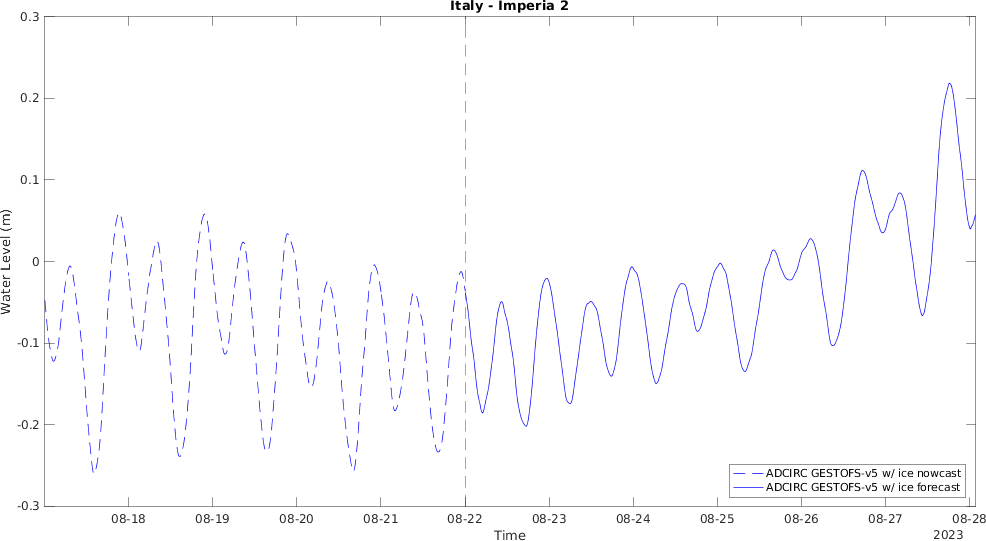 Italy - Imperia 2
Water Level (m)
0.3
0.2
0.1
0
-0.1
-0.2
-0.3
08-18 08-19 08-20 08-21 08-22 08-23 08-24 08-25 08-26 08-27 08-28
Time
2023
ADCIRC GESTOFS-v5 w/ ice nowcast
ADCIRC GESTOFS-v5 w/ ice forecast